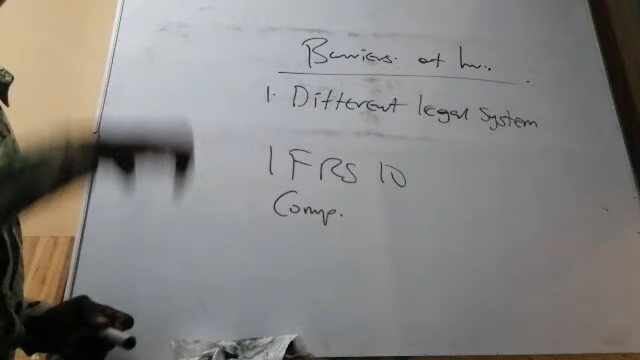 Barriers of
1. Different legal System
IFRS 10
Comp.